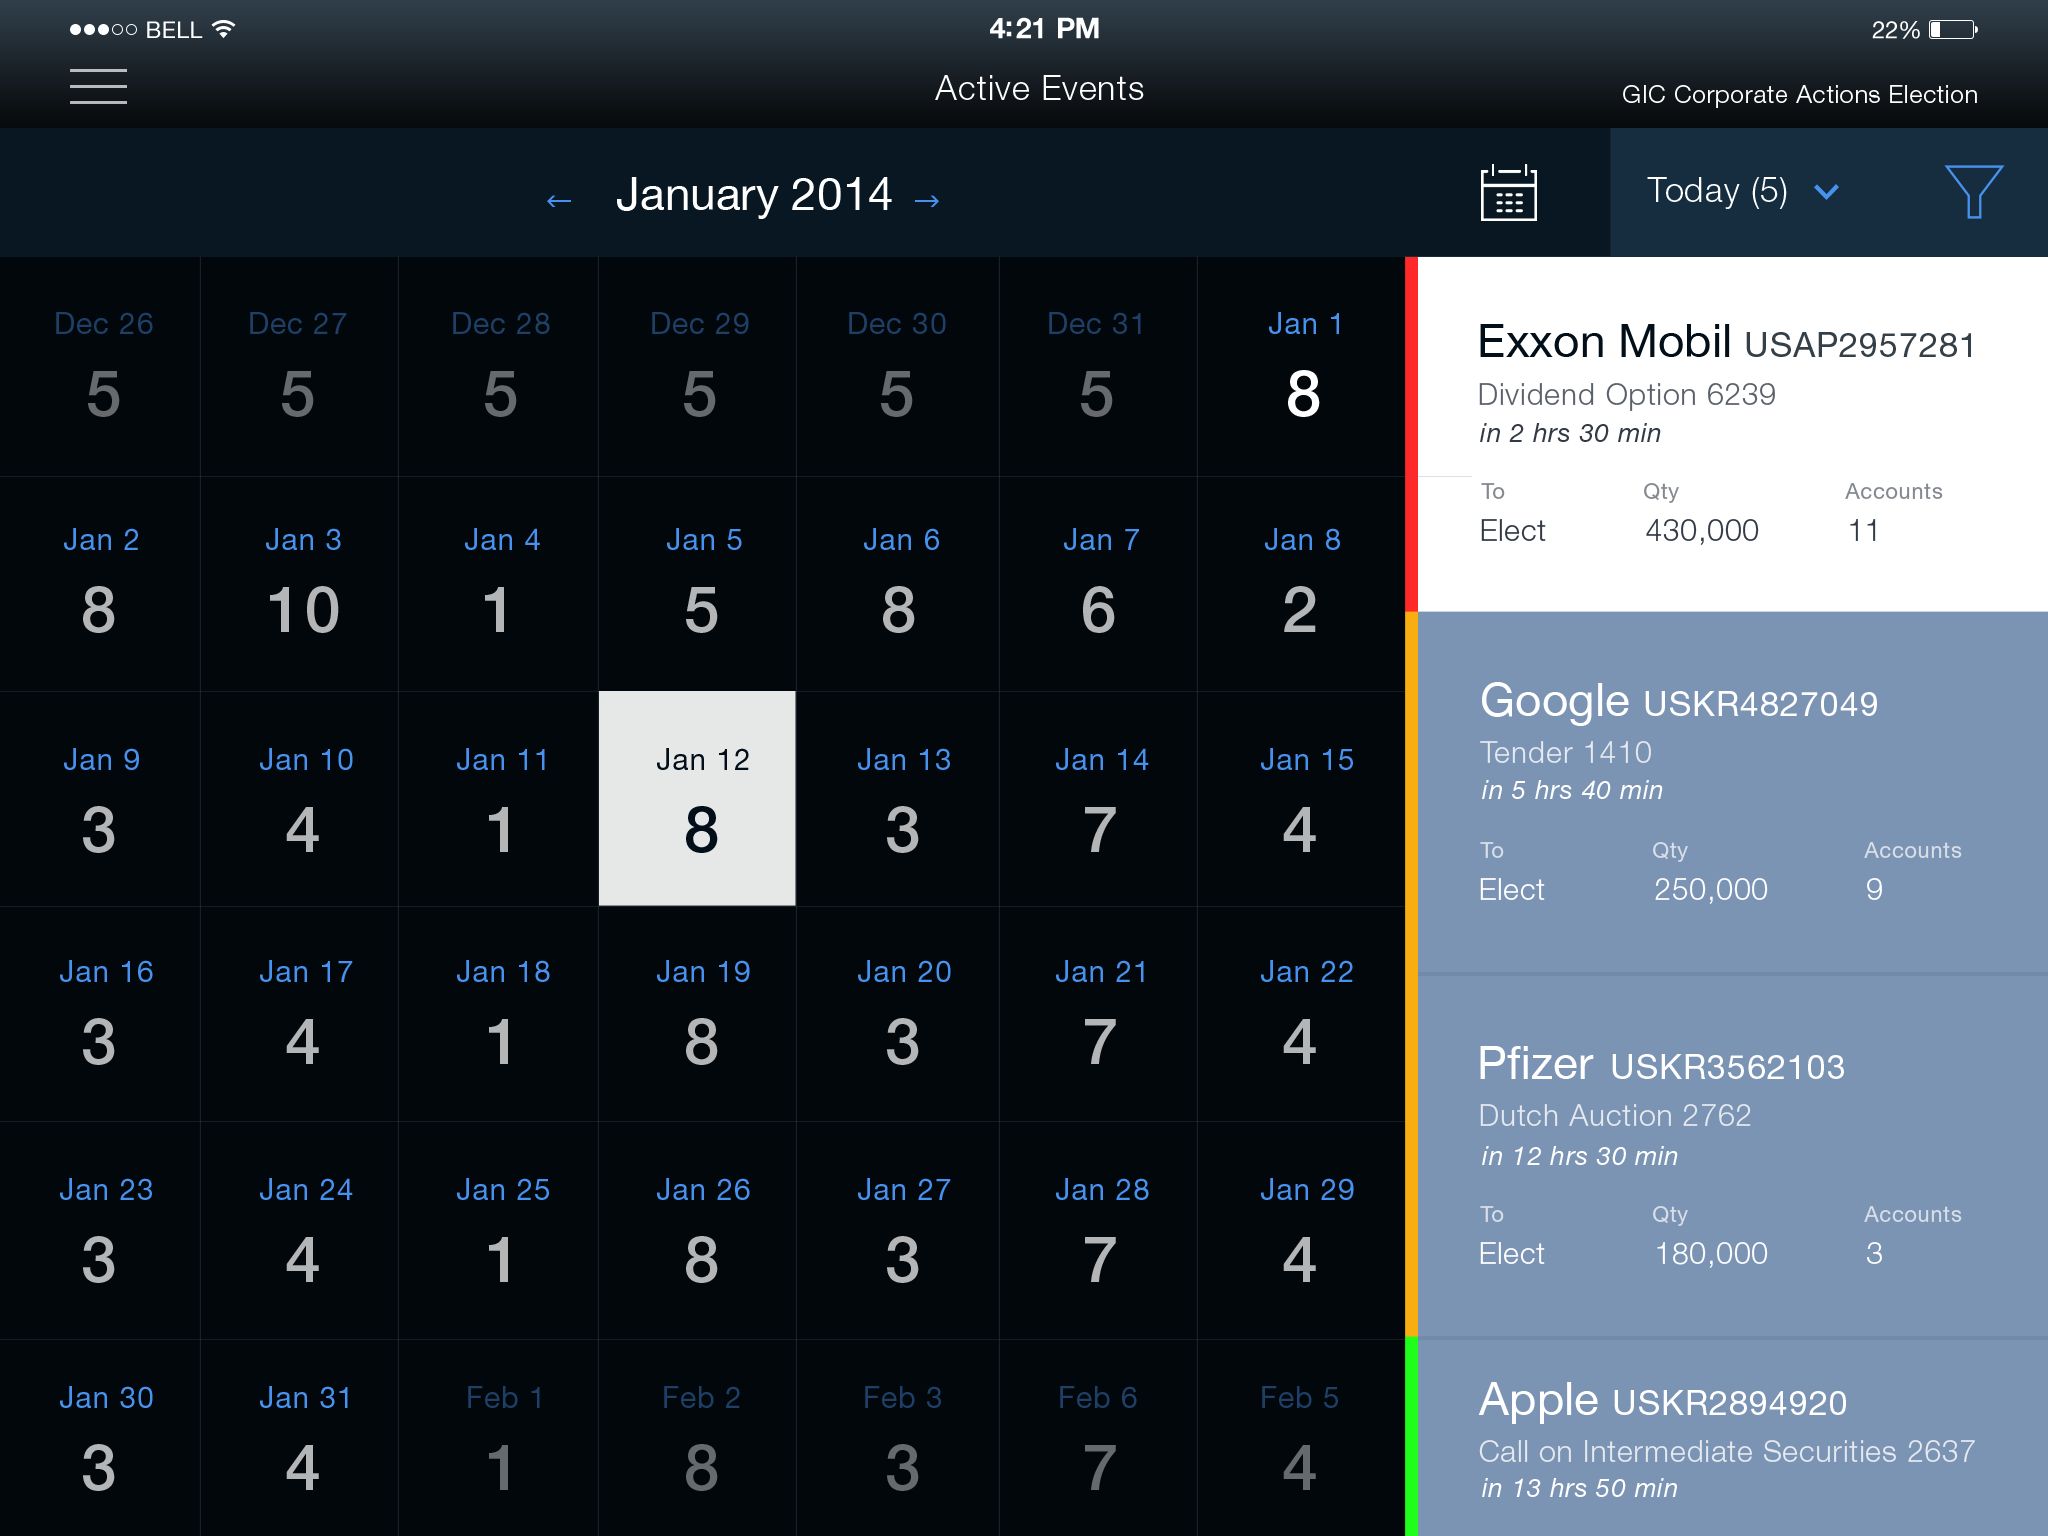 BELL
4:21 PM
22%
Active Events
GIC Corporate Actions Election
← January 2014 →
Today (5)
Dec 26 Dec 27 Dec 28 Dec 29 Dec 30 Dec 31 Jan 1
5 5 5 5 5 5 8
Jan 2 Jan 3 Jan 4 Jan 5 Jan 6 Jan 7 Jan 8
8 10 1 5 8 6 2
Jan 9 Jan 10 Jan 11 Jan 12 Jan 13 Jan 14 Jan 15
3 4 1 8 3 7 4
Jan 16 Jan 17 Jan 18 Jan 19 Jan 20 Jan 21 Jan 22
3 4 1 8 3 7 4
Jan 23 Jan 24 Jan 25 Jan 26 Jan 27 Jan 28 Jan 29
3 4 1 8 3 7 4
Jan 30 Jan 31 Feb 1 Feb 2 Feb 3 Feb 6 Feb 5
3 4 1 8 3 7 4
Exxon Mobil USAP2957281
Dividend Option 6239
in 2 hrs 30 min
To Qty Accounts
Elect 430,000 11
Google USKR4827049
Tender 1410
in 5 hrs 40 min
To Qty Accounts
Elect 250,000 9
Pfizer USKR3562103
Dutch Auction 2762
in 12 hrs 30 min
To Qty Accounts
Elect 180,000 3
Apple USKR2894920
Call on Intermediate Securities 2637
in 13 hrs 50 min